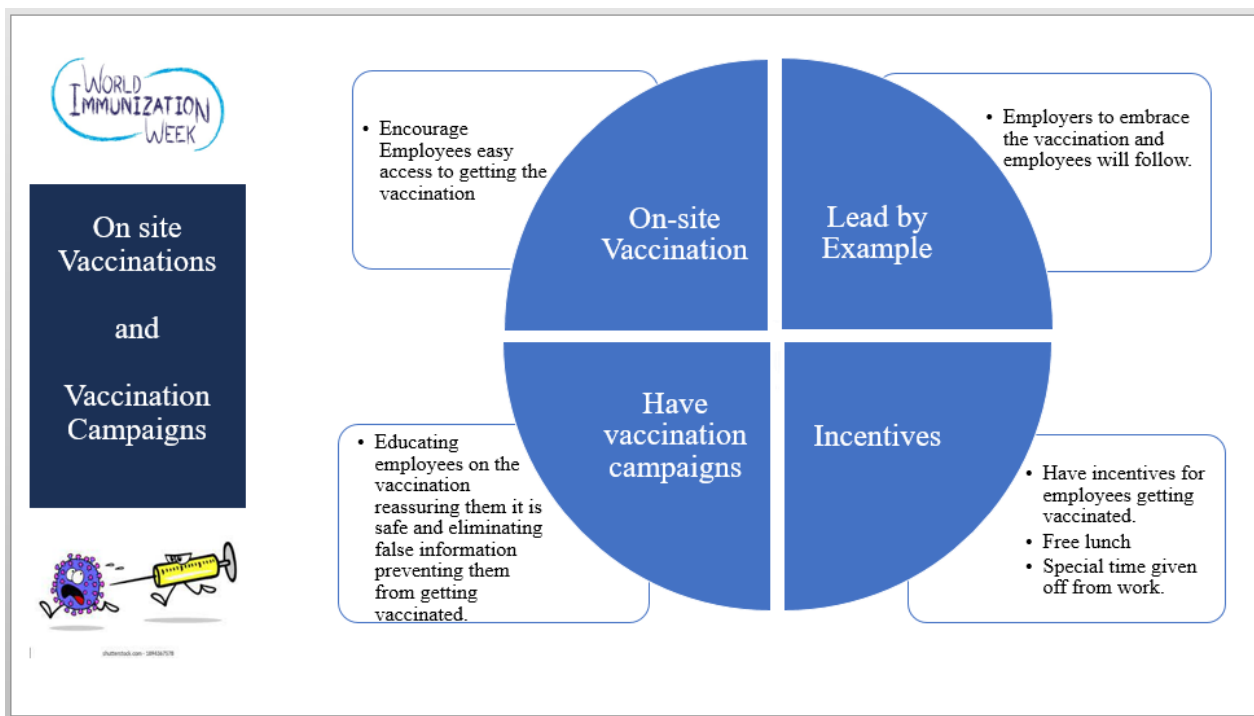 WORLD
IMMUNIZATION
WEEK
On site
Vaccinations
and
Vaccination
Campaigns
shutterstock.com · 1894367578
• Encourage
Employees easy
access to getting the
vaccination
On-site
Vaccination
Lead by
Example
• Employers to embrace
the vaccination and
employees will follow.
• Educating
employees on the
vaccination
reassuring them it is
safe and eliminating
false information
preventing them
from getting
vaccinated.
Have
vaccination
campaigns
Incentives
• Have incentives for
employees getting
vaccinated.
• Free lunch
• Special time given
off from work.